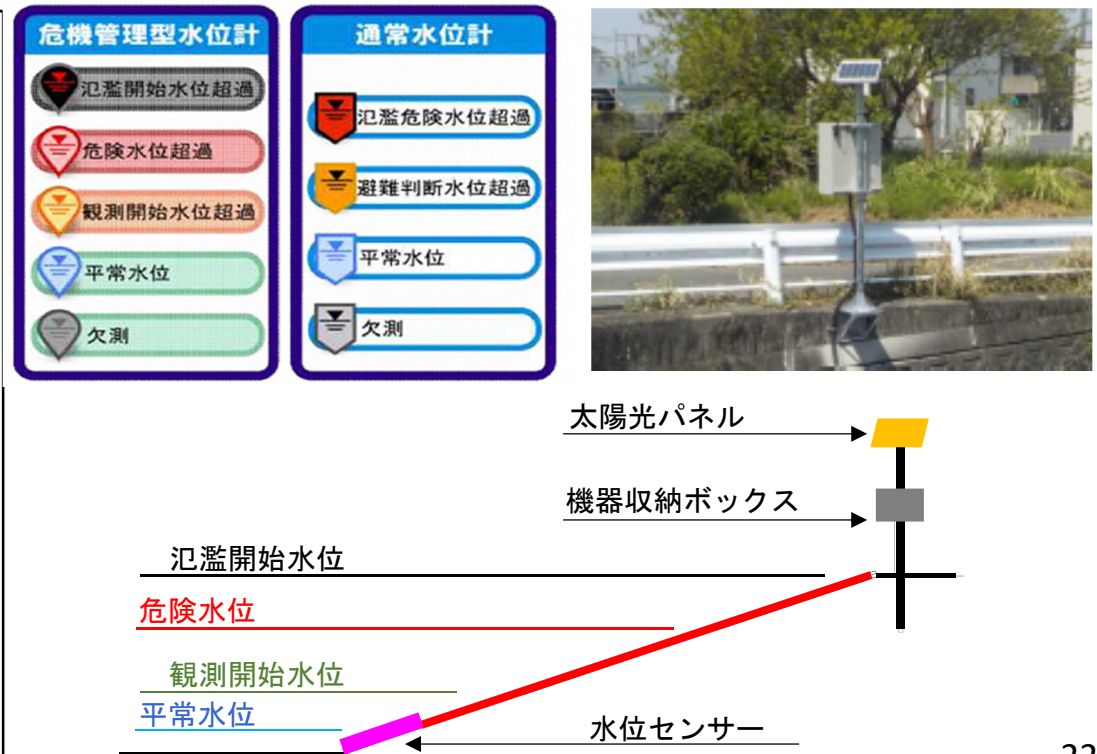 危機管理型水位計
氾濫開始水位超過
危険水位超過
観測開始水位超過
平常水位
欠測
通常水位計
氾濫危険水位超過
避難判断水位超過
平常水位
欠測
太陽光パネル
機器収納ボックス
氾濫開始水位
危険水位
観測開始水位
平常水位
水位センサー